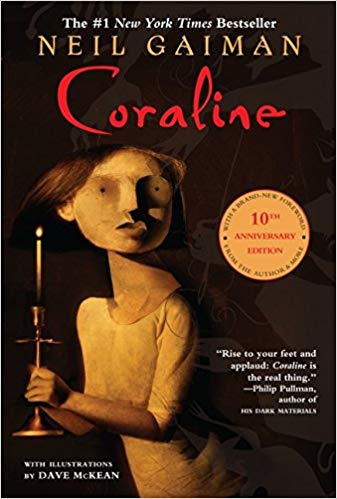 The #1 New York Times Bestseller
NEIL GAIMAN
Coraline
WITH A BRAND-NEW FOREWORD
10TH
ANNIVERSARY
EDITION
FROM THE AUTHOR & MORE
“Rise to your feet and
applaud: Coraline is
the real thing.”
—Philip Pullman,
author of
HIS DARK MATERIALS
WITH ILLUSTRATIONS
BY DAVE McKEAN